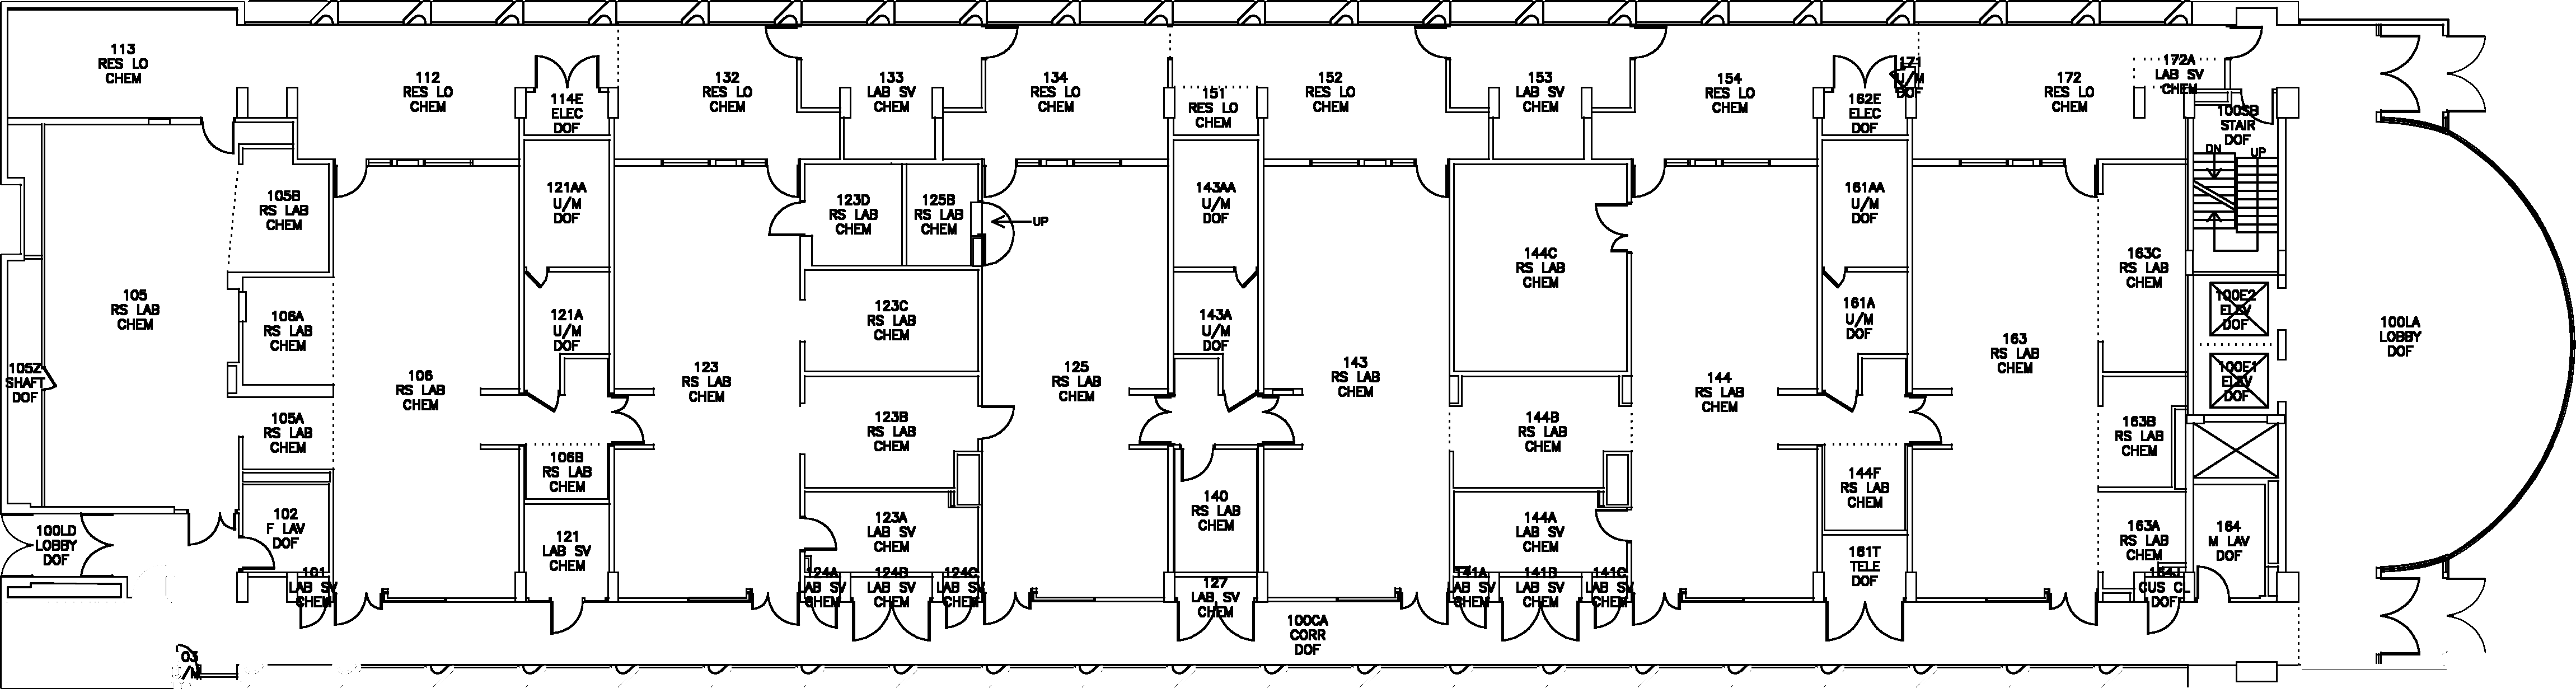 113
RES LO
CHEM
112
RES LO
CHEM
114E
ELEC
DOF
132
RES LO
CHEM
133
LAB SV
CHEM
134
RES LO
CHEM
151
RES LO
CHEM
152
RES LO
CHEM
153
LAB SV
CHEM
154
RES LO
CHEM
162E
ELEC
DOF
171
U/M
DOF
172
RES LO
CHEM
172A
LAB SV
CHEM
100SB
STAIR
DOF
DN
UP
105B
RS LAB
CHEM
121AA
U/M
DOF
123D
RS LAB
CHEM
125B
RS LAB
CHEM
UP
143AA
U/M
DOF
161AA
U/M
DOF
144C
RS LAB
CHEM
163C
RS LAB
CHEM
105
RS LAB
CHEM
106A
RS LAB
CHEM
121A
U/M
DOF
123C
RS LAB
CHEM
143A
U/M
DOF
161A
U/M
DOF
100E2
ELEV
DOF
100LA
LOBBY
DOF
105Z
SHAFT
DOF
106
RS LAB
CHEM
123
RS LAB
CHEM
125
RS LAB
CHEM
143
RS LAB
CHEM
144
RS LAB
CHEM
163
RS LAB
CHEM
100E1
ELEV
DOF
105A
RS LAB
CHEM
123B
RS LAB
CHEM
144B
RS LAB
CHEM
163B
RS LAB
CHEM
106B
RS LAB
CHEM
140
RS LAB
CHEM
144F
RS LAB
CHEM
100LD
LOBBY
DOF
102
F LAV
DOF
121
LAB SV
CHEM
123A
LAB SV
CHEM
144A
LAB SV
CHEM
161T
TELE
DOF
163A
RS LAB
CHEM
164
M LAV
DOF
101
LAB SV
CHEM
124A
LAB SV
CHEM
124B
LAB SV
CHEM
124C
LAB SV
CHEM
127
LAB SV
CHEM
141A
LAB SV
CHEM
141B
LAB SV
CHEM
141C
LAB SV
CHEM
CUS CL
DOF
100CA
CORR
DOF
03
/M